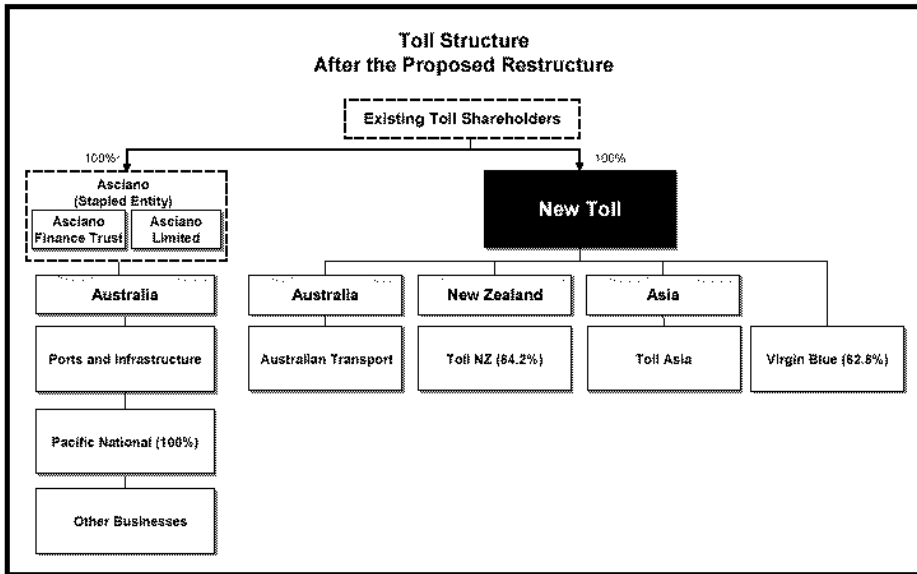 Toll Structure
After the Proposed Restructure
Existing Toll Shareholders
100%
100%
Asciano
(Stapled Entity)
Asciano
Finance Trust
Asciano
Limited
New Toll
Australia
Australia
New Zealand
Asia
Ports and Infrastructure
Australian Transport
Toll NZ (84.2%)
Toll Asia
Virgin Blue (62.8%)
Pacific National (100%)
Other Businesses